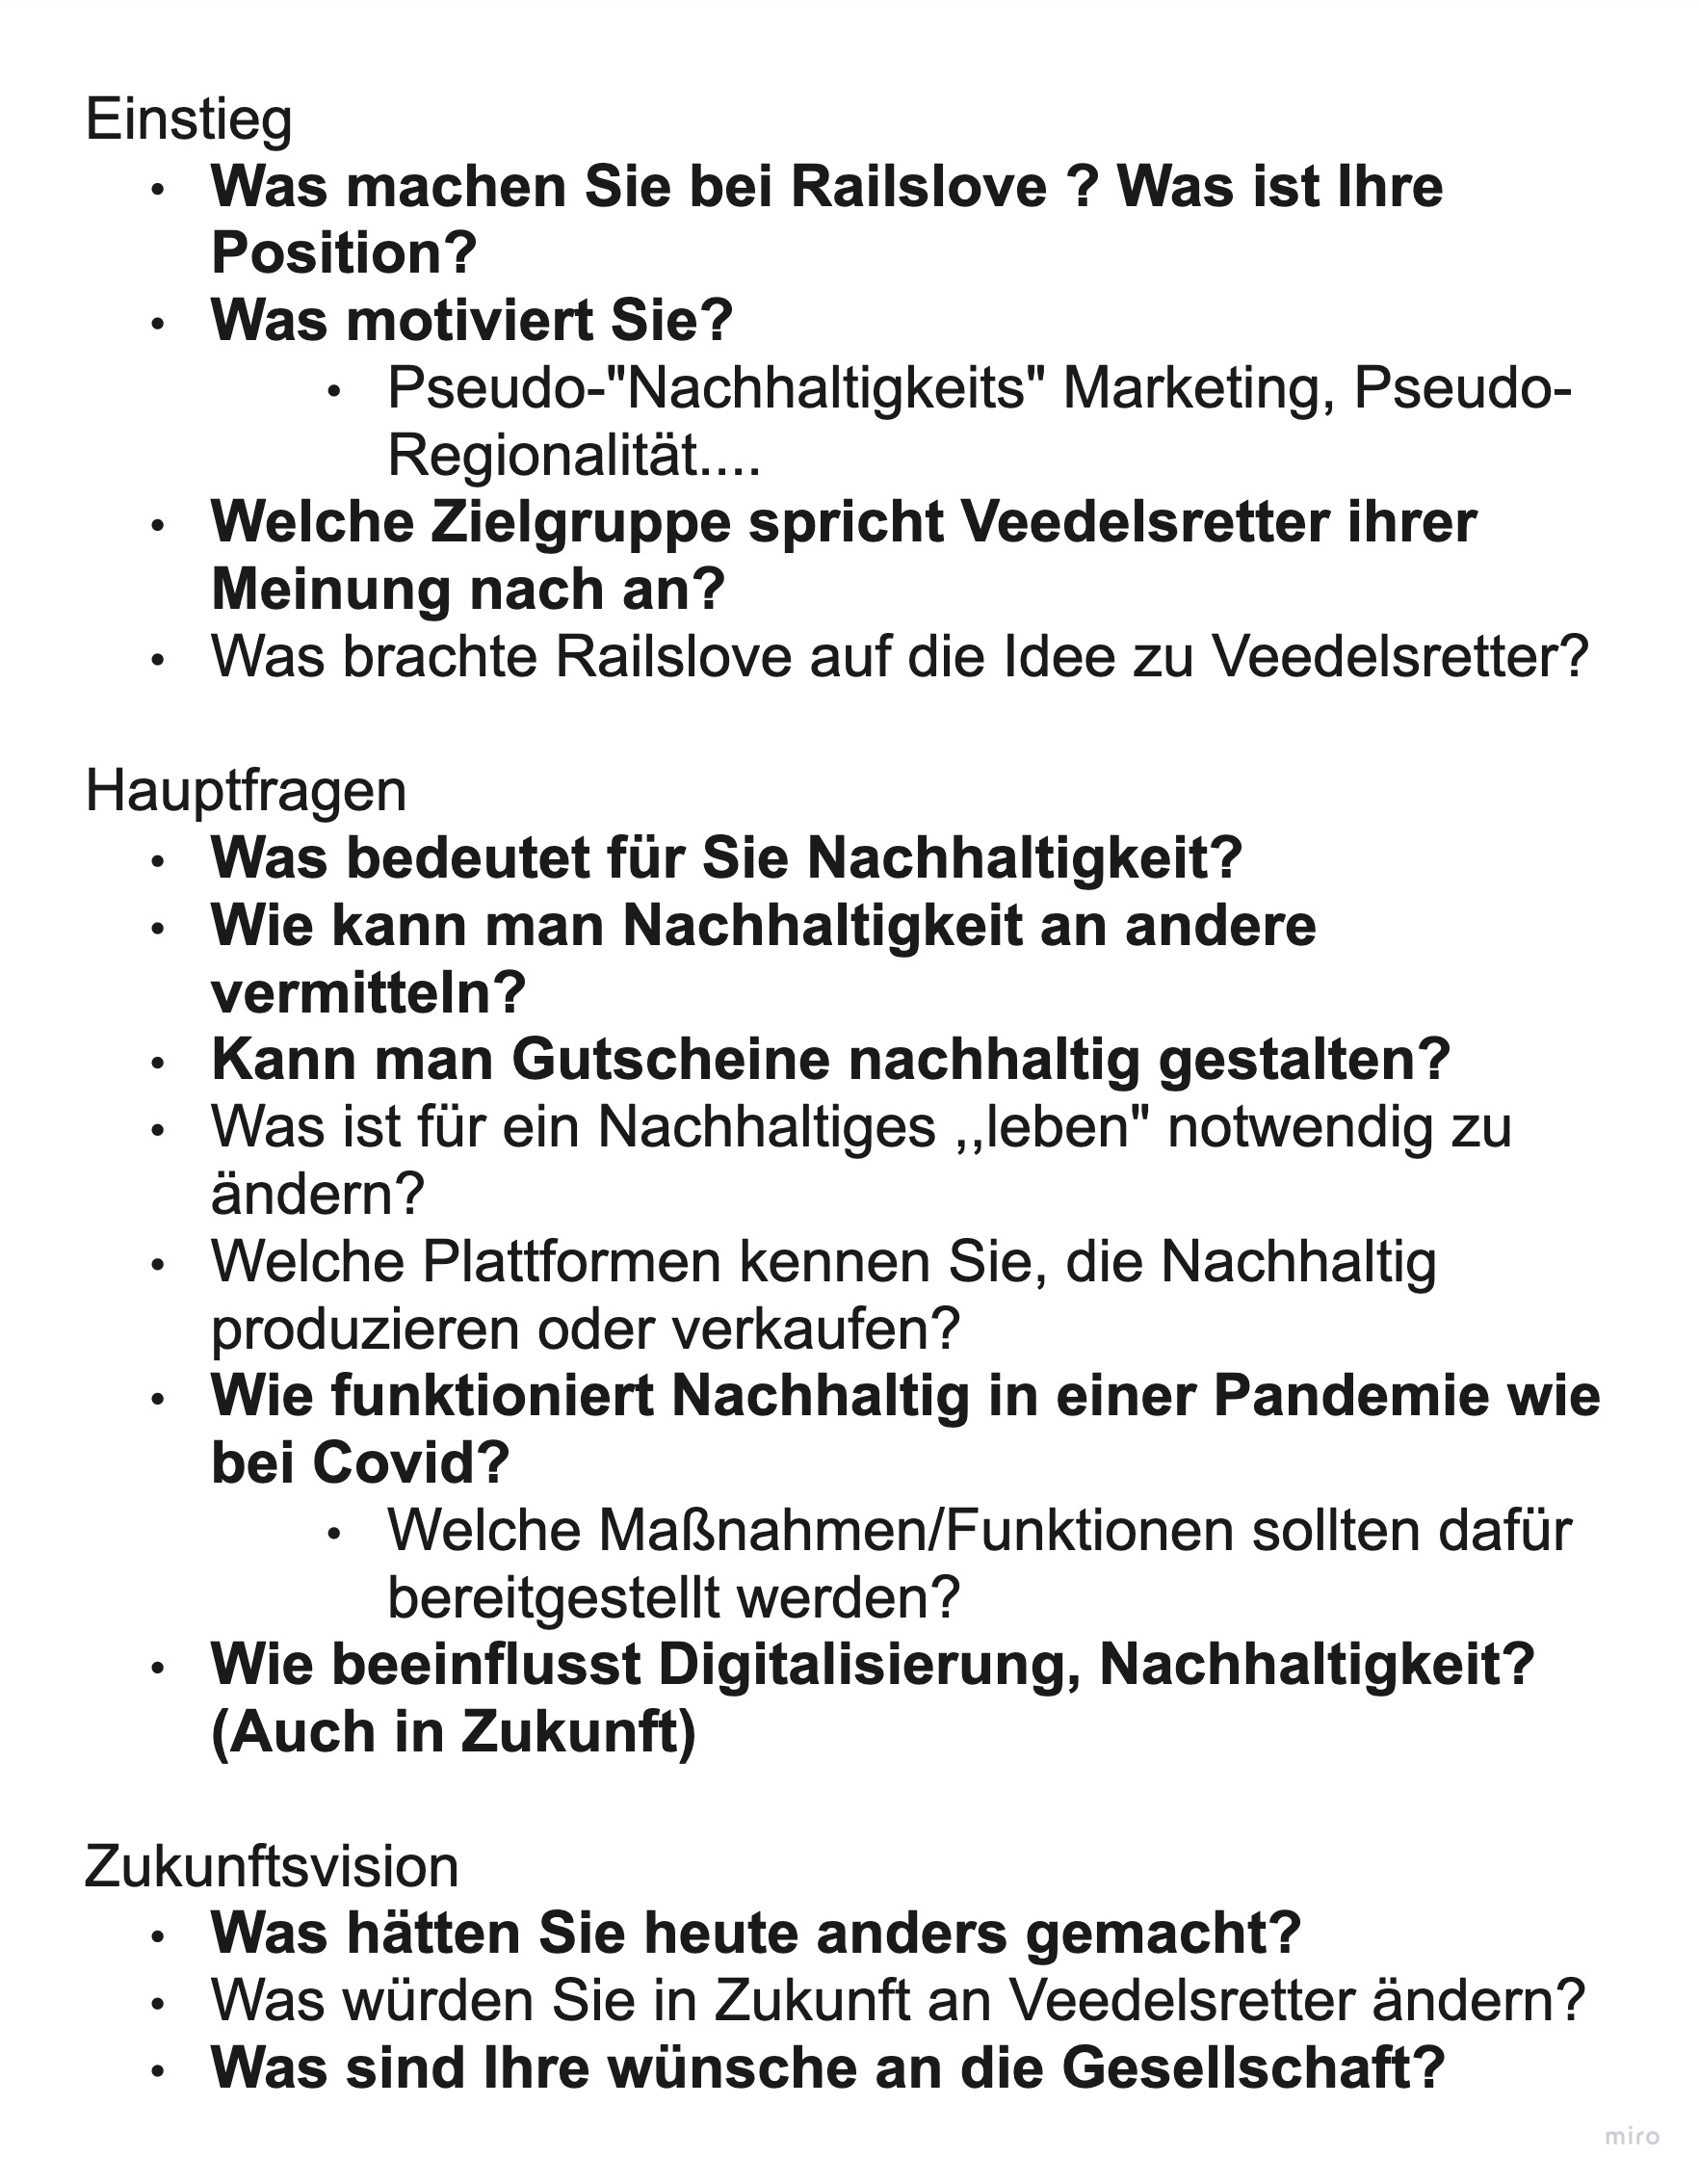 Einstieg
• Was machen Sie bei Railslove ? Was ist Ihre
Position?
• Was motiviert Sie?
• Pseudo-"Nachhaltigkeits" Marketing, Pseudo-
Regionalität....
• Welche Zielgruppe spricht Veedelsretter ihrer
Meinung nach an?
• Was brachte Railslove auf die Idee zu Veedelsretter?
Hauptfragen
• Was bedeutet für Sie Nachhaltigkeit?
• Wie kann man Nachhaltigkeit an andere
vermitteln?
• Kann man Gutscheine nachhaltig gestalten?
• Was ist für ein Nachhaltiges ,,leben" notwendig zu
ändern?
• Welche Plattformen kennen Sie, die Nachhaltig
produzieren oder verkaufen?
• Wie funktioniert Nachhaltig in einer Pandemie wie
bei Covid?
• Welche Maßnahmen/Funktionen sollten dafür
bereitgestellt werden?
• Wie beeinflusst Digitalisierung, Nachhaltigkeit?
(Auch in Zukunft)
Zukunftsvision
• Was hätten Sie heute anders gemacht?
• Was würden Sie in Zukunft an Veedelsretter ändern?
• Was sind Ihre wünsche an die Gesellschaft?
miro